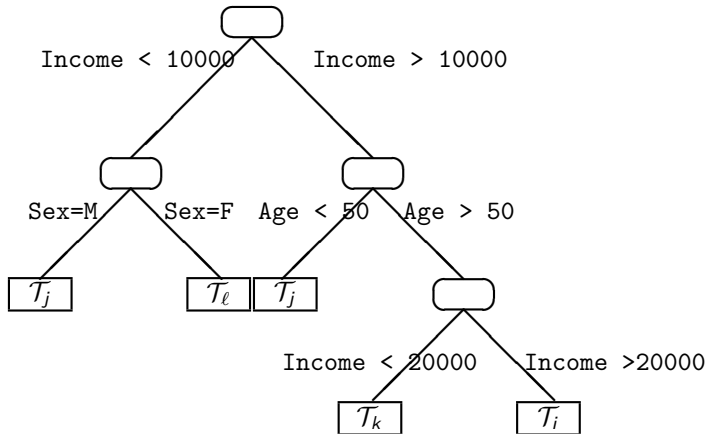 Income < 10000 Income > 10000
Sex=M Sex=F Age < 50 Age > 50
𝒯ⱼ 𝒯ℓ 𝒯ⱼ
Income < 20000 Income >20000
𝒯ₖ 𝒯ᵢ